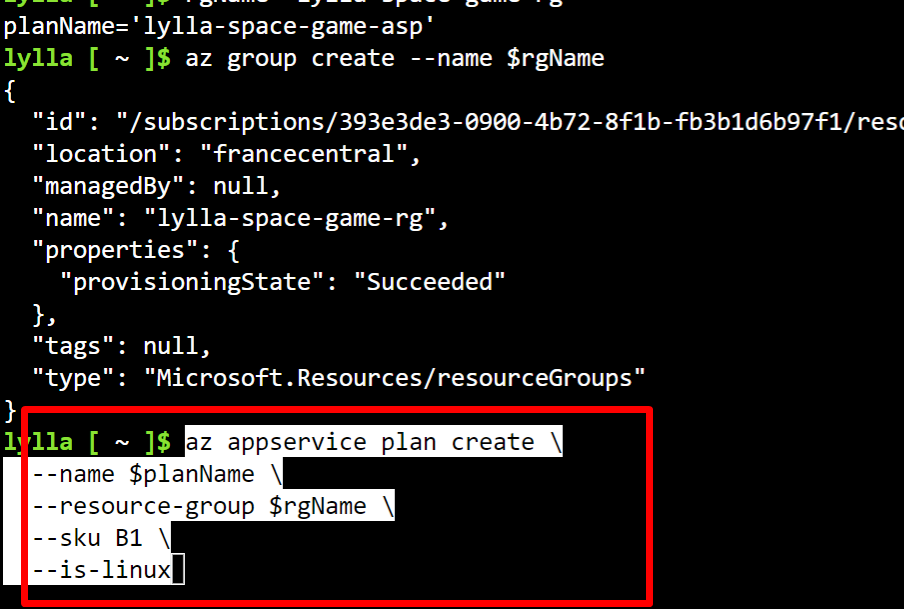 lylla [ ~ ]$ rgName='lylla-space-game-rg'
planName='lylla-space-game-asp'
lylla [ ~ ]$ az group create --name $rgName
{
  "id": "/subscriptions/393e3de3-0900-4b72-8f1b-fb3b1d6b97f1/reso
  "location": "francecentral",
  "managedBy": null,
  "name": "lylla-space-game-rg",
  "properties": {
    "provisioningState": "Succeeded"
  },
  "tags": null,
  "type": "Microsoft.Resources/resourceGroups"
}
lylla [ ~ ]$ az appservice plan create \
  --name $planName \
  --resource-group $rgName \
  --sku B1 \
  --is-linux